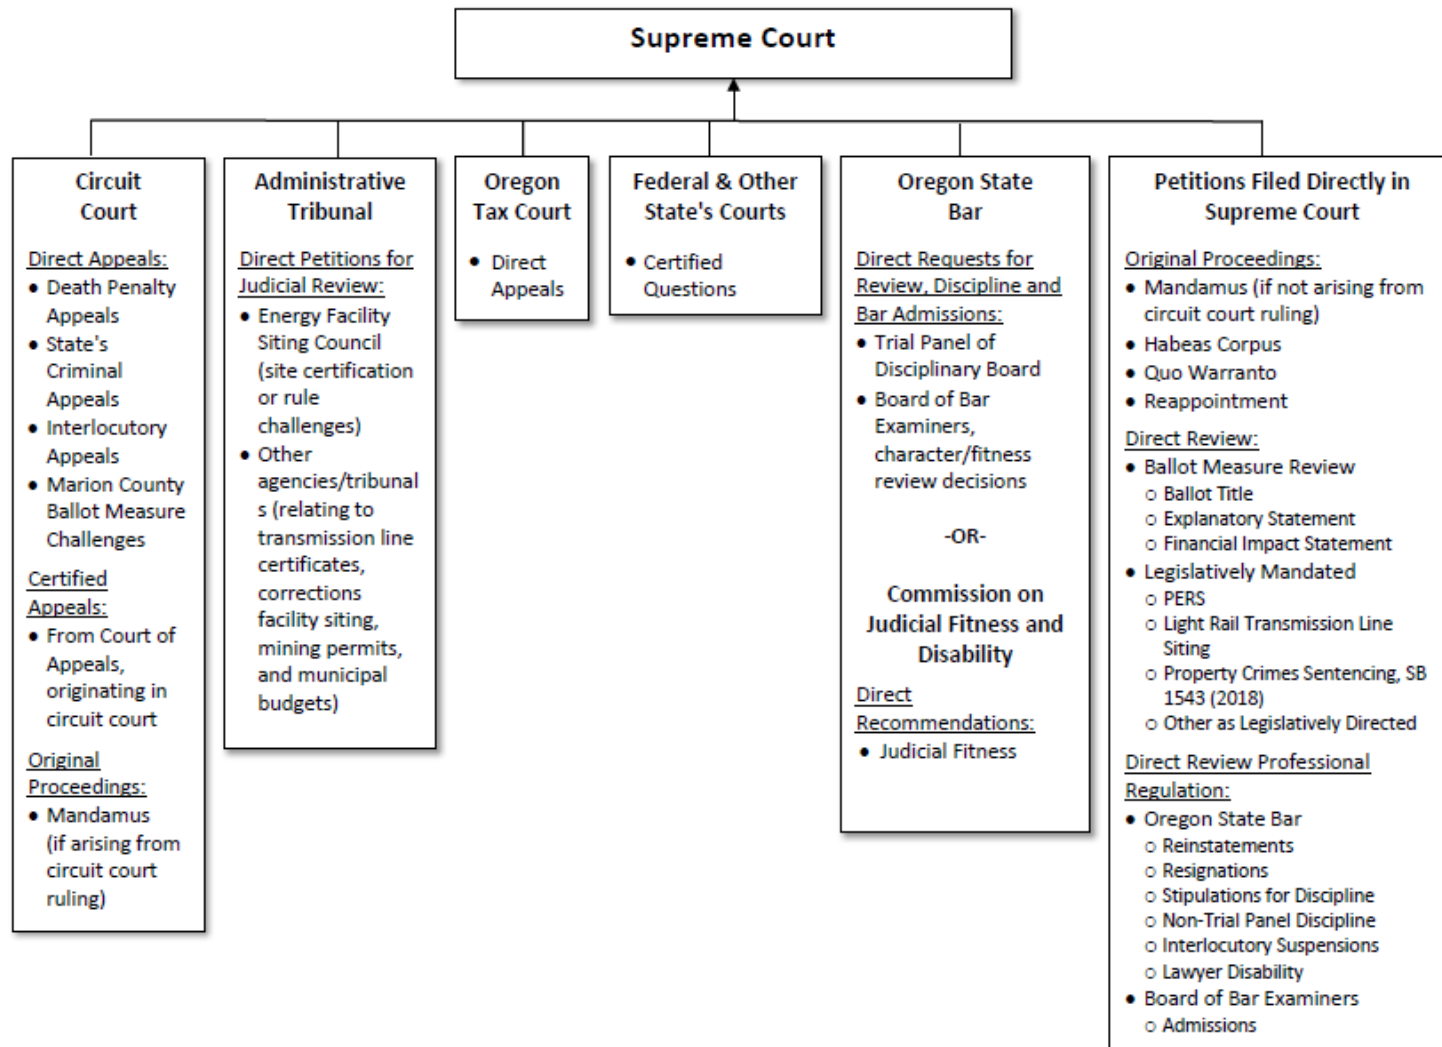 Supreme Court
Circuit
Court
Direct Appeals:
● Death Penalty
Appeals
● State's
Criminal
Appeals
● Interlocutory
Appeals
● Marion County
Ballot Measure
Challenges
Certified
Appeals:
● From Court of
Appeals,
originating in
circuit court
Original
Proceedings:
● Mandamus
(if arising from
circuit court
ruling)
Administrative
Tribunal
Direct Petitions for
Judicial Review:
● Energy Facility
Siting Council
(site certification
or rule
challenges)
● Other
agencies/tribunal
s (relating to
transmission line
certificates,
corrections
facility siting,
mining permits,
and municipal
budgets)
Oregon
Tax Court
● Direct
Appeals
Federal & Other
State's Courts
● Certified
Questions
Oregon State
Bar
Direct Requests for
Review, Discipline and
Bar Admissions:
● Trial Panel of
Disciplinary Board
● Board of Bar
Examiners,
character/fitness
review decisions
-OR-
Commission on
Judicial Fitness and
Disability
Direct
Recommendations:
● Judicial Fitness
Petitions Filed Directly in
Supreme Court
Original Proceedings:
● Mandamus (if not arising from
circuit court ruling)
● Habeas Corpus
● Quo Warranto
● Reappointment
Direct Review:
● Ballot Measure Review
○ Ballot Title
○ Explanatory Statement
○ Financial Impact Statement
● Legislatively Mandated
○ PERS
○ Light Rail Transmission Line
Siting
○ Property Crimes Sentencing, SB
1543 (2018)
○ Other as Legislatively Directed
Direct Review Professional
Regulation:
● Oregon State Bar
○ Reinstatements
○ Resignations
○ Stipulations for Discipline
○ Non-Trial Panel Discipline
○ Interlocutory Suspensions
○ Lawyer Disability
● Board of Bar Examiners
○ Admissions